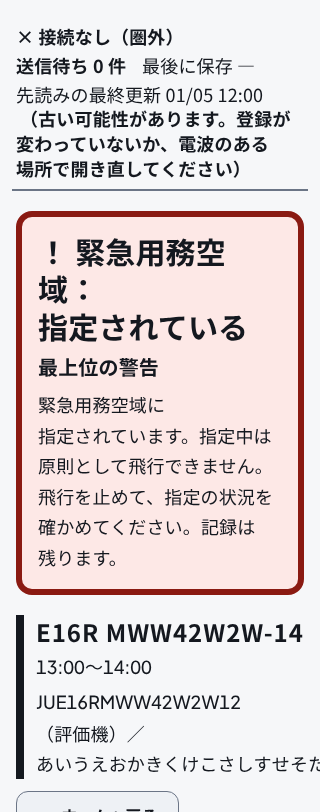 × 接続なし（圏外）
送信待ち 0 件　最後に保存 —
先読みの最終更新 01/05 12:00
（古い可能性があります。登録が
変わっていないか、電波のある
場所で開き直してください）
！ 緊急用務空
域：
指定されている
最上位の警告
緊急用務空域に
指定されています。指定中は
原則として飛行できません。
飛行を止めて、指定の状況を
確かめてください。記録は
残ります。
E16R MWW42W2W-14
13:00〜14:00
JUE16RMWW42W2W12
（評価機）／
あいうえおかきくけこさしすせそた